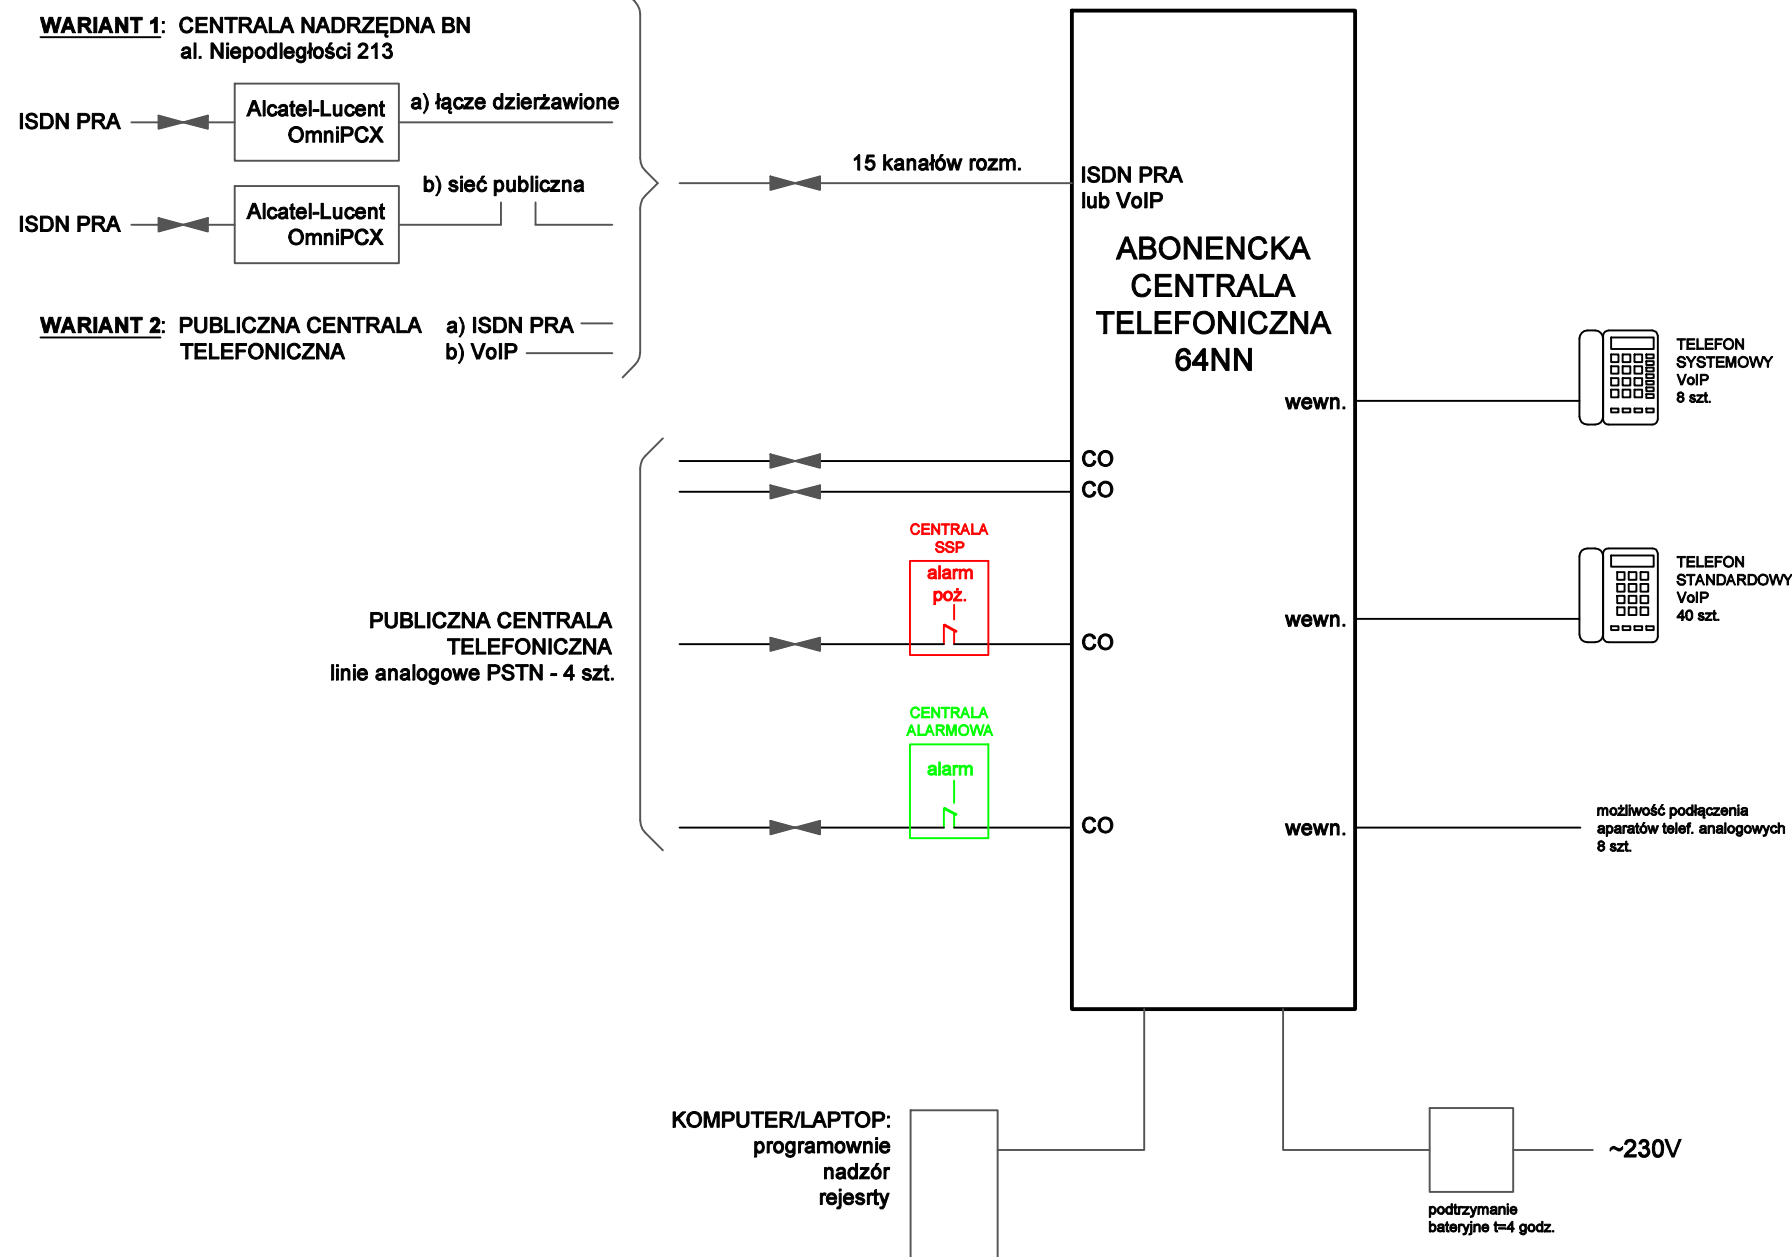 WARIANT 1: CENTRALA NADRZĘDNA BN
al. Niepodległości 213
ISDN PRA
Alcatel-Lucent
OmniPCX
a) łącze dzierżawione
ISDN PRA
Alcatel-Lucent
OmniPCX
b) sieć publiczna
WARIANT 2: PUBLICZNA CENTRALA
TELEFONICZNA
a) ISDN PRA
b) VoIP
15 kanałów rozm.
ISDN PRA
lub VoIP
ABONENCKA
CENTRALA
TELEFONICZNA
64NN
wewn.
TELEFON
SYSTEMOWY
VoIP
8 szt.
CO
CO
CENTRALA
SSP
alarm
poż.
CO
wewn.
TELEFON
STANDARDOWY
VoIP
40 szt.
PUBLICZNA CENTRALA
TELEFONICZNA
linie analogowe PSTN - 4 szt.
CENTRALA
ALARMOWA
alarm
CO
wewn.
możliwość podłączenia
aparatów telef. analogowych
8 szt.
KOMPUTER/LAPTOP:
programownie
nadzór
rejesrty
~230V
podtrzymanie
bateryjne t=4 godz.